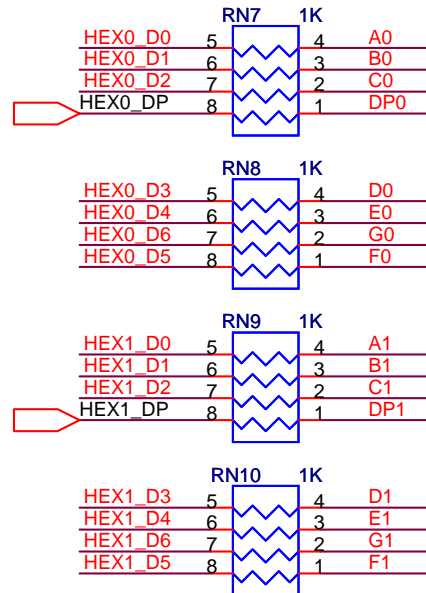 RN7 1K
HEX0_D0 5 4 A0
HEX0_D1 6 3 B0
HEX0_D2 7 2 C0
HEX0_DP 8 1 DP0
RN8 1K
HEX0_D3 5 4 D0
HEX0_D4 6 3 E0
HEX0_D6 7 2 G0
HEX0_D5 8 1 F0
RN9 1K
HEX1_D0 5 4 A1
HEX1_D1 6 3 B1
HEX1_D2 7 2 C1
HEX1_DP 8 1 DP1
RN10 1K
HEX1_D3 5 4 D1
HEX1_D4 6 3 E1
HEX1_D6 7 2 G1
HEX1_D5 8 1 F1